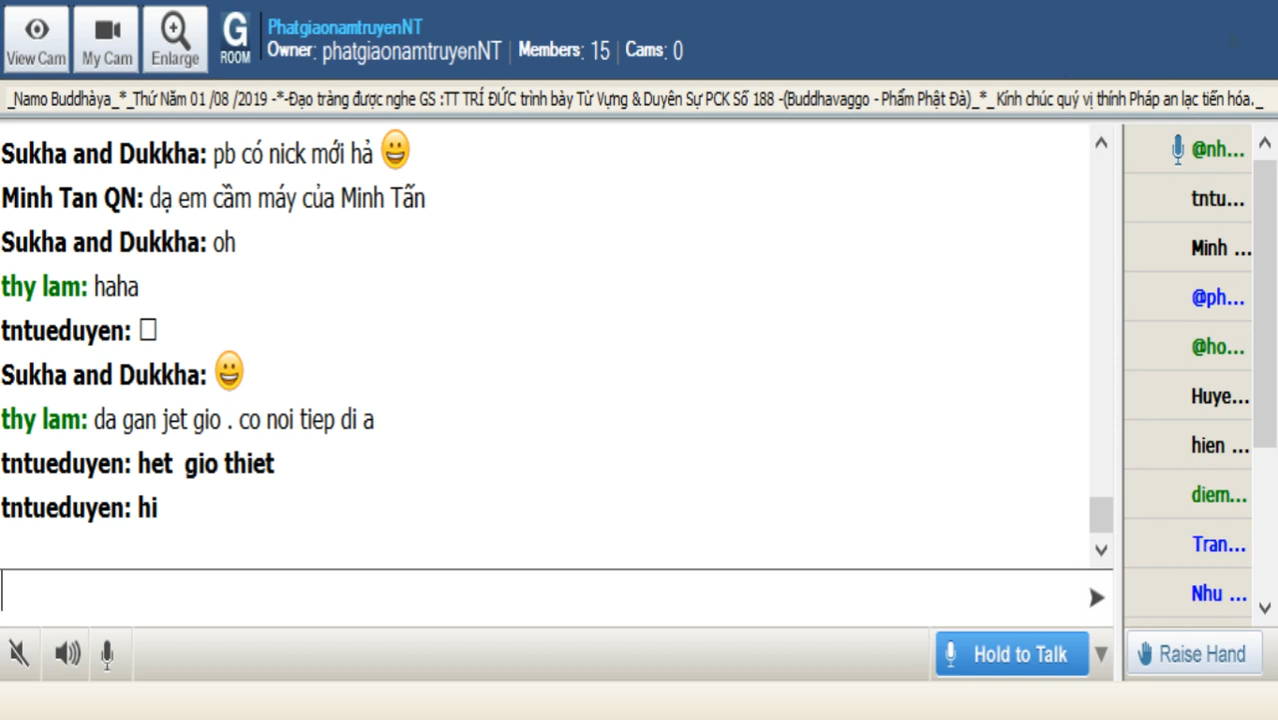 View Cam
My Cam
Enlarge
G
ROOM
PhatgiaonamtruyenNT
Owner: phatgiaonamtruyenNT | Members: 15 | Cams: 0
_Namo Buddhàya_*_Thứ Năm 01 /08 /2019 -*-Đạo tràng được nghe GS :TT TRÍ ĐỨC trình bày Từ Vựng & Duyên Sự PCK Số 188 -(Buddhavaggo - Phẩm Phật Đà)_*_ Kính chúc quý vị thính Pháp an lạc tiến hóa._
Sukha and Dukkha: pb có nick mới hả
Minh Tan QN: dạ em cầm máy của Minh Tấn
Sukha and Dukkha: oh
thy lam: haha
tntueduyen:
Sukha and Dukkha:
thy lam: da gan jet gio . co noi tiep di a
tntueduyen: het gio thiet
tntueduyen: hi
@nh...
tntu...
Minh ...
@ph...
@ho...
Huye...
hien ...
diem...
Tran...
Nhu ...
Hold to Talk
Raise Hand